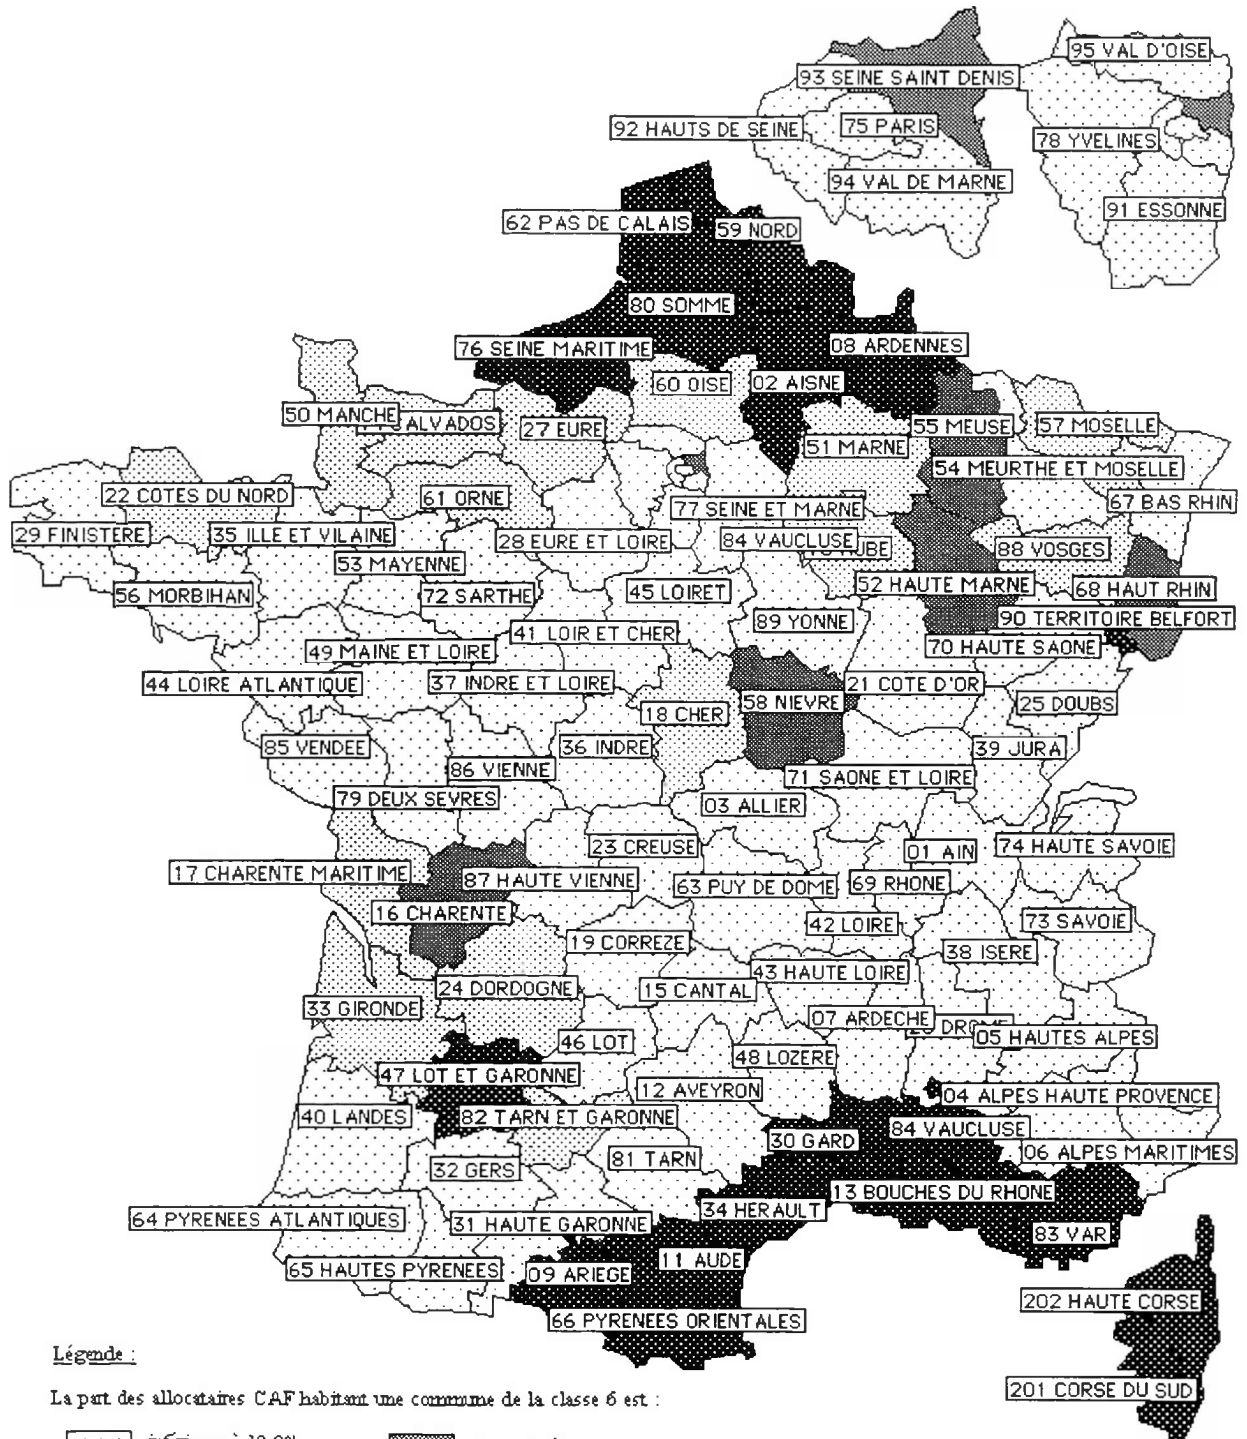 95 VAL D'OISE
93 SEINE SAINT DENIS
92 HAUTS DE SEINE
75 PARIS
78 YVELINES
94 VAL DE MARNE
91 ESSONNE
62 PAS DE CALAIS
59 NORD
80 SOMME
76 SEINE MARITIME
08 ARDENNES
60 OISE
02 AISNE
50 MANCHE
CALVADOS
27 EURE
55 MEUSE
57 MOSELLE
51 MARNE
54 MEURTHE ET MOSELLE
22 COTES DU NORD
61 ORNE
67 BAS RHIN
77 SEINE ET MARNE
29 FINISTERE
35 ILLE ET VILAINE
28 EURE ET LOIRE
84 VAUCLUSE
UBE
88 VOSGES
53 MAYENNE
52 HAUTE MARNE
68 HAUT RHIN
56 MORBIHAN
72 SARTHE
45 LOIRET
89 YONNE
90 TERRITOIRE BELFORT
41 LOIR ET CHER
49 MAINE ET LOIRE
70 HAUTE SAONE
44 LOIRE ATLANTIQUE
37 INDRE ET LOIRE
21 COTE D'OR
58 NIEVRE
25 DOUBS
18 CHER
85 VENDEE
36 INDRE
39 JURA
86 VIENNE
71 SAONE ET LOIRE
79 DEUX SEVRES
03 ALLIER
23 CREUSE
01 AIN
74 HAUTE SAVOIE
17 CHARENTE MARITIME
87 HAUTE VIENNE
63 PUY DE DOME
69 RHONE
16 CHARENTE
42 LOIRE
73 SAVOIE
19 CORREZE
38 ISERE
43 HAUTE LOIRE
24 DORDOGNE
15 CANTAL
33 GIRONDE
07 ARDECHE
DROME
05 HAUTES ALPES
46 LOT
48 LOZERE
47 LOT ET GARONNE
12 AVEYRON
04 ALPES HAUTE PROVENCE
40 LANDES
82 TARN ET GARONNE
84 VAUCLUSE
30 GARD
06 ALPES MARITIMES
81 TARN
32 GERS
13 BOUCHES DU RHONE
34 HERAULT
64 PYRENEES ATLANTIQUES
31 HAUTE GARONNE
83 VAR
11 AUDE
65 HAUTES PYRENEES
09 ARIEGE
202 HAUTE CORSE
66 PYRENEES ORIENTALES
Légende :
201 CORSE DU SUD
La part des allocataires CAF habitant une commune de la classe 6 est :